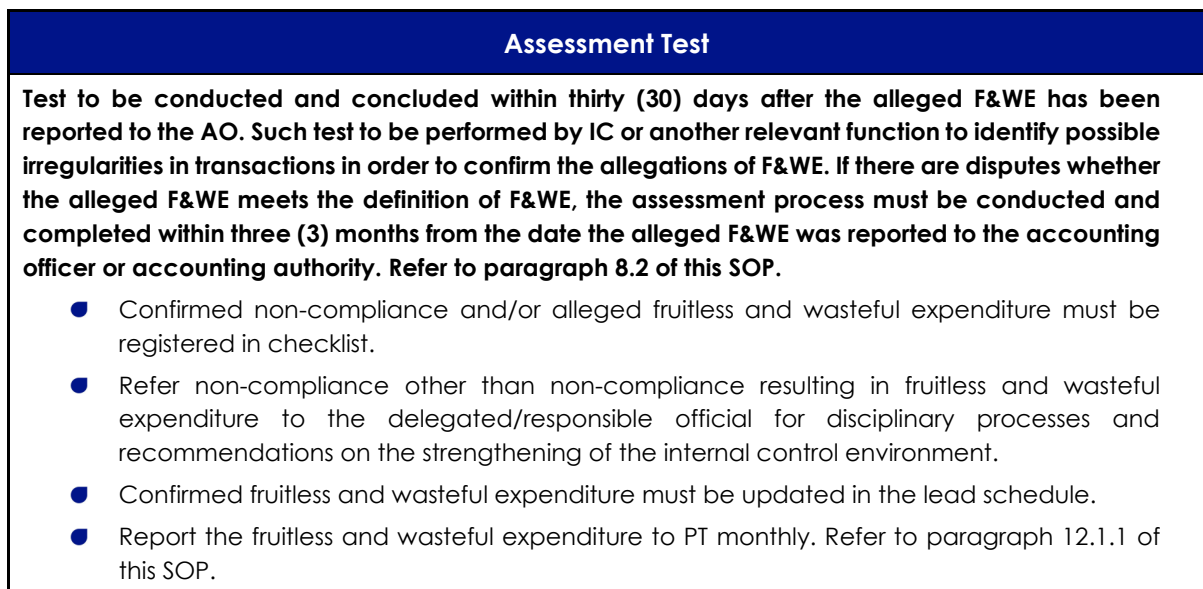 Assessment Test
Test to be conducted and concluded within thirty (30) days after the alleged F&WE has been
reported to the AO. Such test to be performed by IC or another relevant function to identify possible
irregularities in transactions in order to confirm the allegations of F&WE. If there are disputes whether
the alleged F&WE meets the definition of F&WE, the assessment process must be conducted and
completed within three (3) months from the date the alleged F&WE was reported to the accounting
officer or accounting authority. Refer to paragraph 8.2 of this SOP.
Confirmed non-compliance and/or alleged fruitless and wasteful expenditure must be
registered in checklist.
Refer non-compliance other than non-compliance resulting in fruitless and wasteful
expenditure to the delegated/responsible official for disciplinary processes and
recommendations on the strengthening of the internal control environment.
Confirmed fruitless and wasteful expenditure must be updated in the lead schedule.
Report the fruitless and wasteful expenditure to PT monthly. Refer to paragraph 12.1.1 of
this SOP.